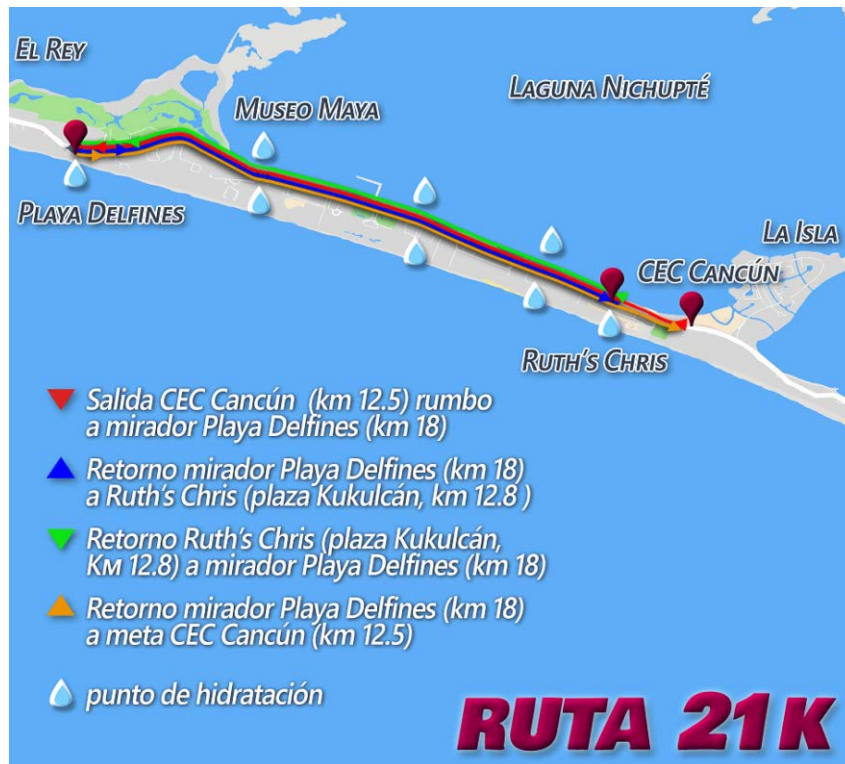 EL REY
MUSEO MAYA
LAGUNA NICHUPTÉ
PLAYA DELFINES
LA ISLA
CEC CANCÚN
RUTH'S CHRIS
Salida CEC Cancún (km 12.5) rumbo
a mirador Playa Delfines (km 18)
Retorno mirador Playa Delfines (km 18)
a Ruth's Chris (plaza Kukulcán, km 12.8 )
Retorno Ruth's Chris (plaza Kukulcán,
KM 12.8) a mirador Playa Delfines (km 18)
Retorno mirador Playa Delfines (km 18)
a meta CEC Cancún (km 12.5)
punto de hidratación
RUTA 21K